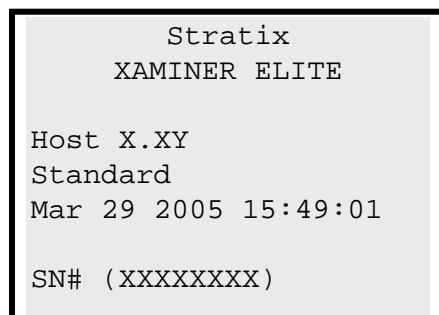 Stratix
XAMINER ELITE
Host X.XY
Standard
Mar 29 2005 15:49:01
SN# (XXXXXXXX)